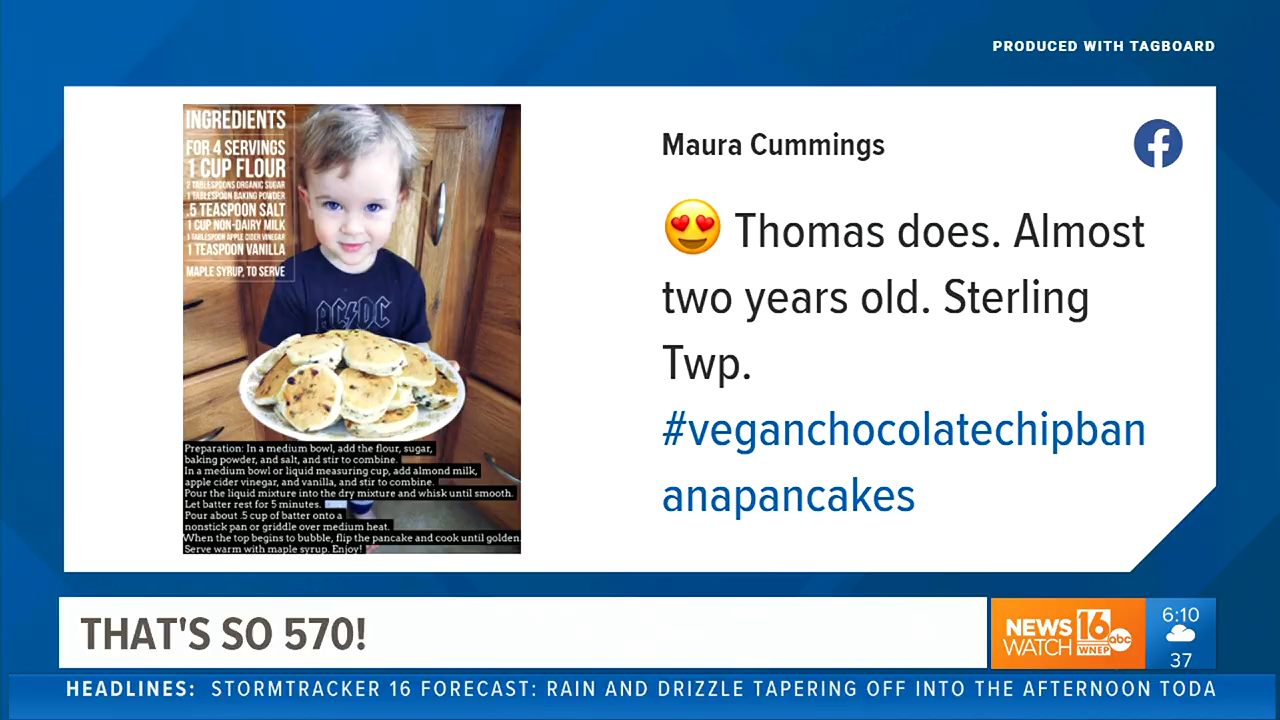 PRODUCED WITH TAGBOARD
INGREDIENTS
FOR 4 SERVINGS
1 CUP FLOUR
2 TABLESPOONS ORGANIC SUGAR
1 TABLESPOON BAKING POWDER
.5 TEASPOON SALT
1 CUP NON-DAIRY MILK
1 TABLESPOON APPLE CIDER VINEGAR
1 TEASPOON VANILLA
MAPLE SYRUP, TO SERVE
AC/DC
Preparation: In a medium bowl, add the flour, sugar,
baking powder, and salt, and stir to combine.
In a medium bowl or liquid measuring cup, add almond milk,
apple cider vinegar, and vanilla, and stir to combine.
Pour the liquid mixture into the dry mixture and whisk until smooth.
Let batter rest for 5 minutes.
Pour about .5 cup of batter onto a
nonstick pan or griddle over medium heat.
When the top begins to bubble, flip the pancake and cook until golden.
Serve warm with maple syrup. Enjoy!
Maura Cummings
😍 Thomas does. Almost
two years old. Sterling
Twp.
#veganchocolatechipban
anapancakes
THAT'S SO 570!
NEWS
WATCH
16
WNEP
abc
6:10
37
HEADLINES: STORMTRACKER 16 FORECAST: RAIN AND DRIZZLE TAPERING OFF INTO THE AFTERNOON TODA